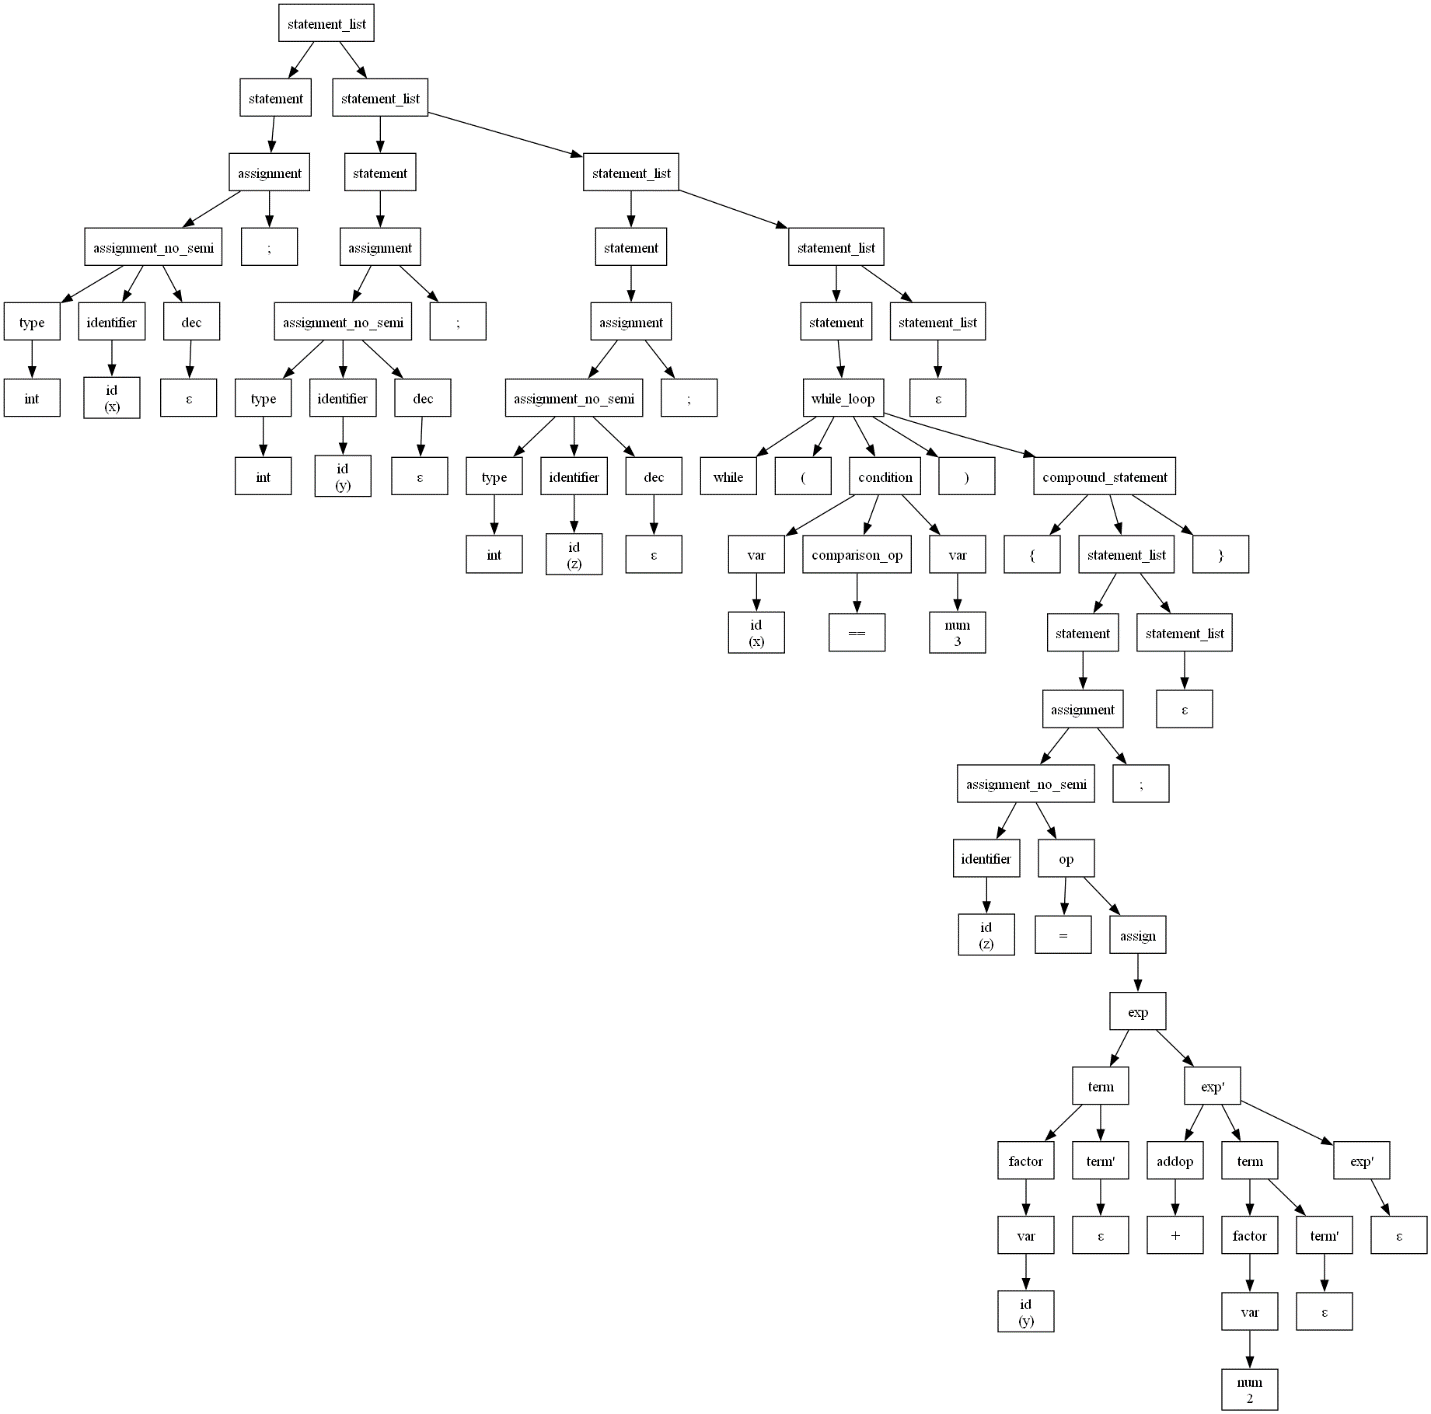 statement_list
statement
statement_list
assignment
statement
statement_list
assignment_no_semi
;
assignment
statement
statement_list
type
identifier
dec
assignment_no_semi
;
assignment
statement
statement_list
int
id
(x)
ε
type
identifier
dec
assignment_no_semi
;
while_loop
ε
int
id
(y)
ε
type
identifier
dec
while
(
condition
)
compound_statement
int
id
(z)
ε
var
comparison_op
var
{
statement_list
}
id
(x)
==
num
3
statement
statement_list
assignment
ε
assignment_no_semi
;
identifier
op
id
(z)
=
assign
exp
term
exp'
factor
term'
addop
term
exp'
var
ε
+
factor
term'
ε
id
(y)
var
ε
num
2